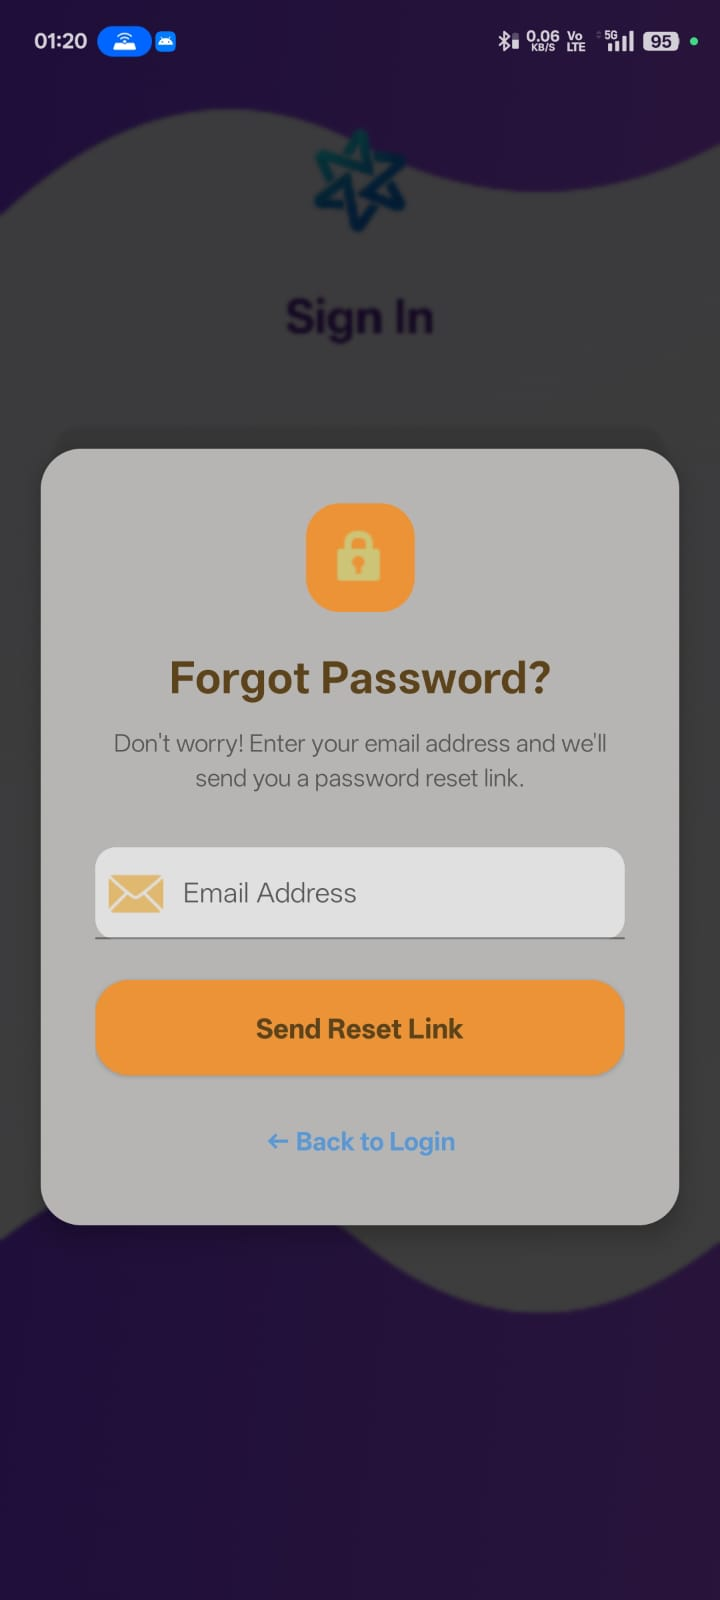 01:20
0.06 KB/S Vo LTE 5G 95
Sign In
Forgot Password?
Don't worry! Enter your email address and we'll
send you a password reset link.
Email Address
Send Reset Link
← Back to Login